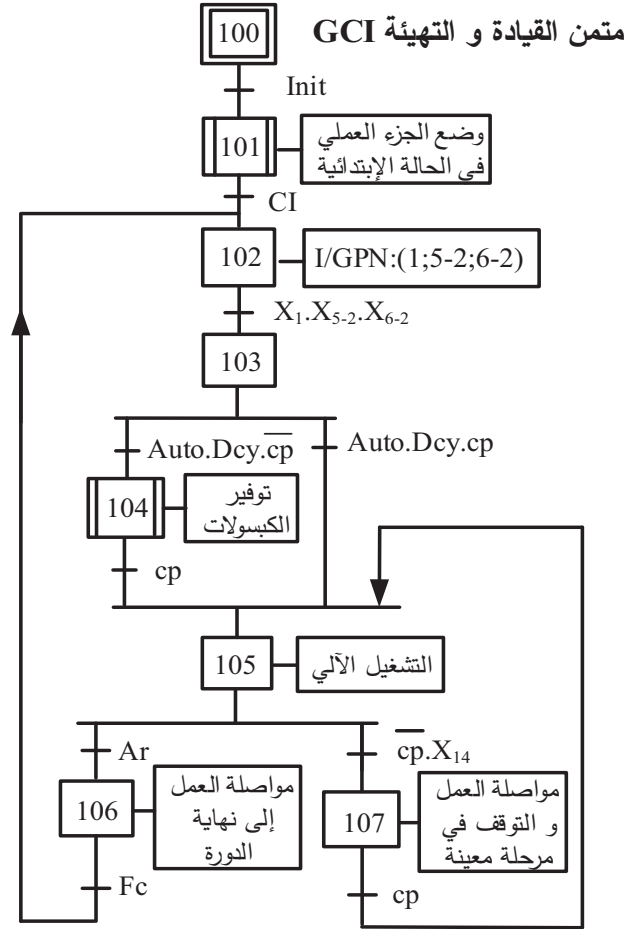 متمن القيادة و التهيئة GCI
100
Init
101
وضع الجزء العملي
في الحالة الإبتدائية
CI
102
I/GPN:(1;5-2;6-2)
X₁.X₅₋₂.X₆₋₂
103
Auto.Dcy.c̅p̅
Auto.Dcy.cp
104
توفير
الكبسولات
cp
105
التشغيل الآلي
Ar
c̅p̅.X₁₄
106
مواصلة العمل
إلى نهاية
الدورة
107
مواصلة العمل
و التوقف في
مرحلة معينة
Fc
cp